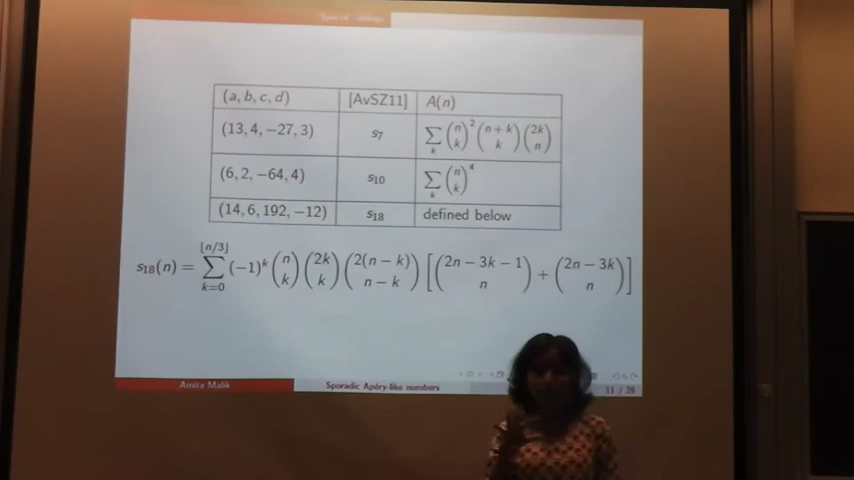 (a, b, c, d) [AvSZ11] A(n)
(13, 4, −27, 3) s₇ ∑ₖ (n k)² (n + k k) (2k n)
(6, 2, −64, 4) s₁₀ ∑ₖ (n k)⁴
(14, 6, 192, −12) s₁₈ defined below
s₁₈(n) = ∑_{k=0}^{⌊n/3⌋} (−1)ᵏ (n k) (2k k) (2(n − k) n − k) [(2n − 3k − 1 n) + (2n − 3k n)]
Amita Malik Sporadic Apéry-like numbers 11 / 28